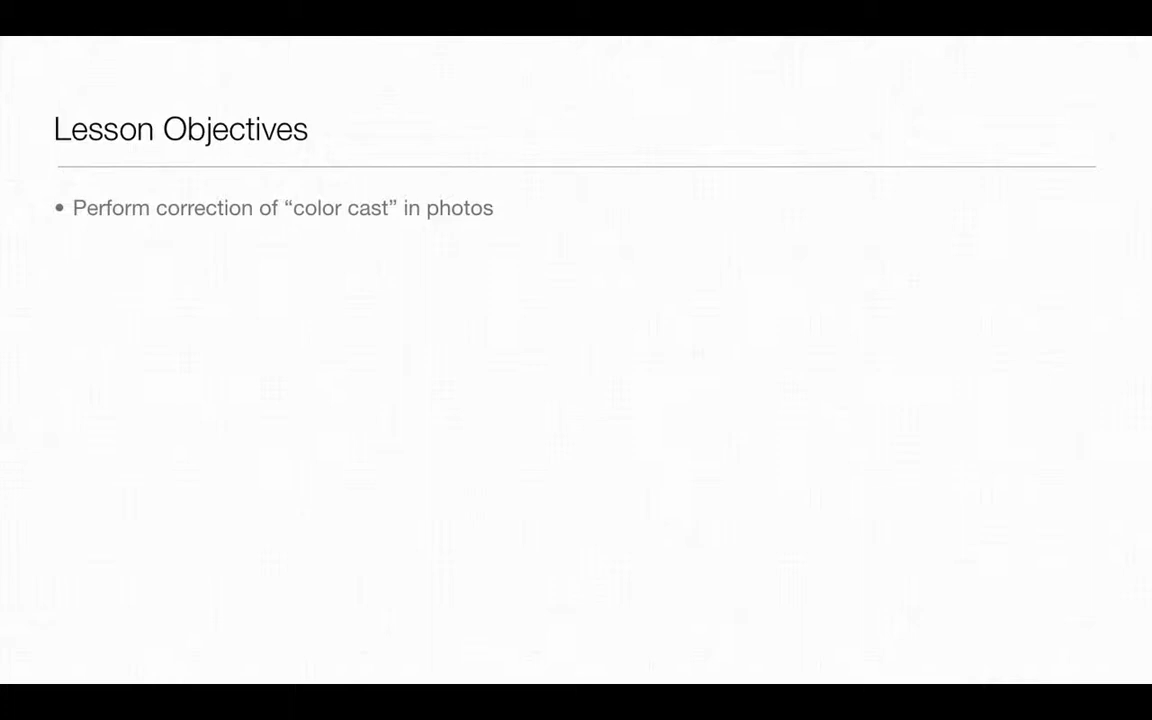 Lesson Objectives
• Perform correction of “color cast” in photos